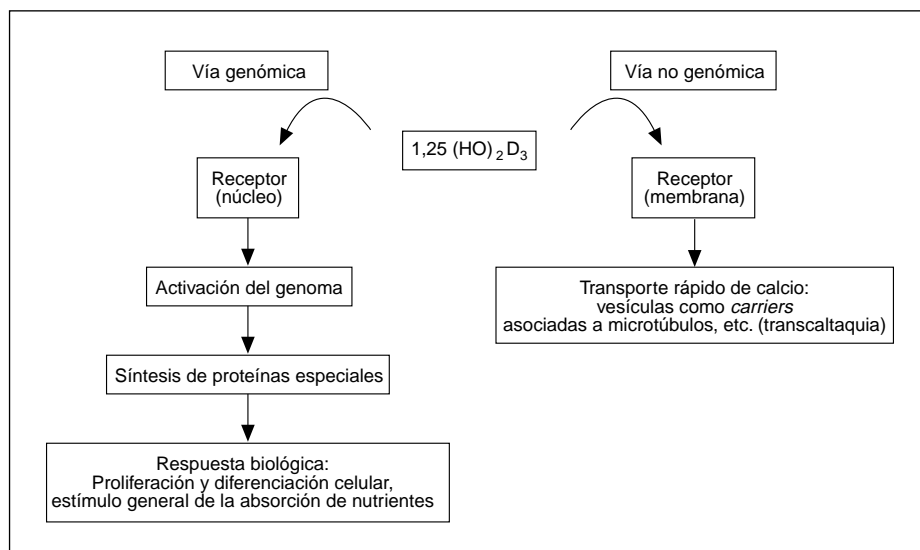 Vía genómica
Vía no genómica
1,25 (HO)₂D₃
Receptor
(núcleo)
Receptor
(membrana)
Activación del genoma
Transporte rápido de calcio:
vesículas como carriers
asociadas a microtúbulos, etc. (transcaltaquia)
Síntesis de proteínas especiales
Respuesta biológica:
Proliferación y diferenciación celular,
estímulo general de la absorción de nutrientes